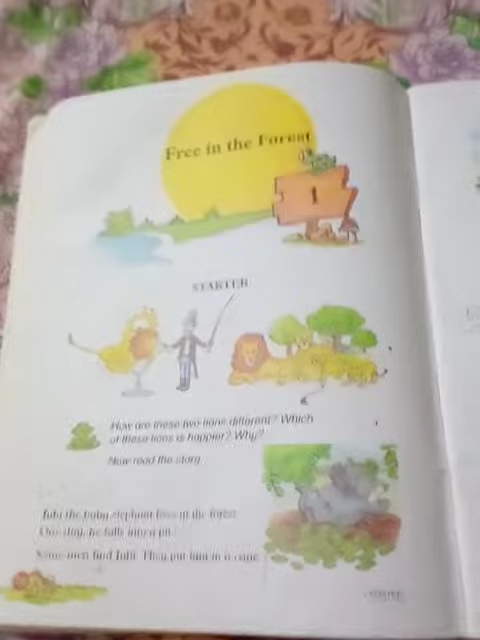 Free in the Forest
1
STARTER
How are these two lions different? Which
of these lions is happier? Why?
Now read the story.
Jubi the baby elephant lives in the forest.
One day, he falls into a pit.
Some men find Jubi. They put him in a cage.